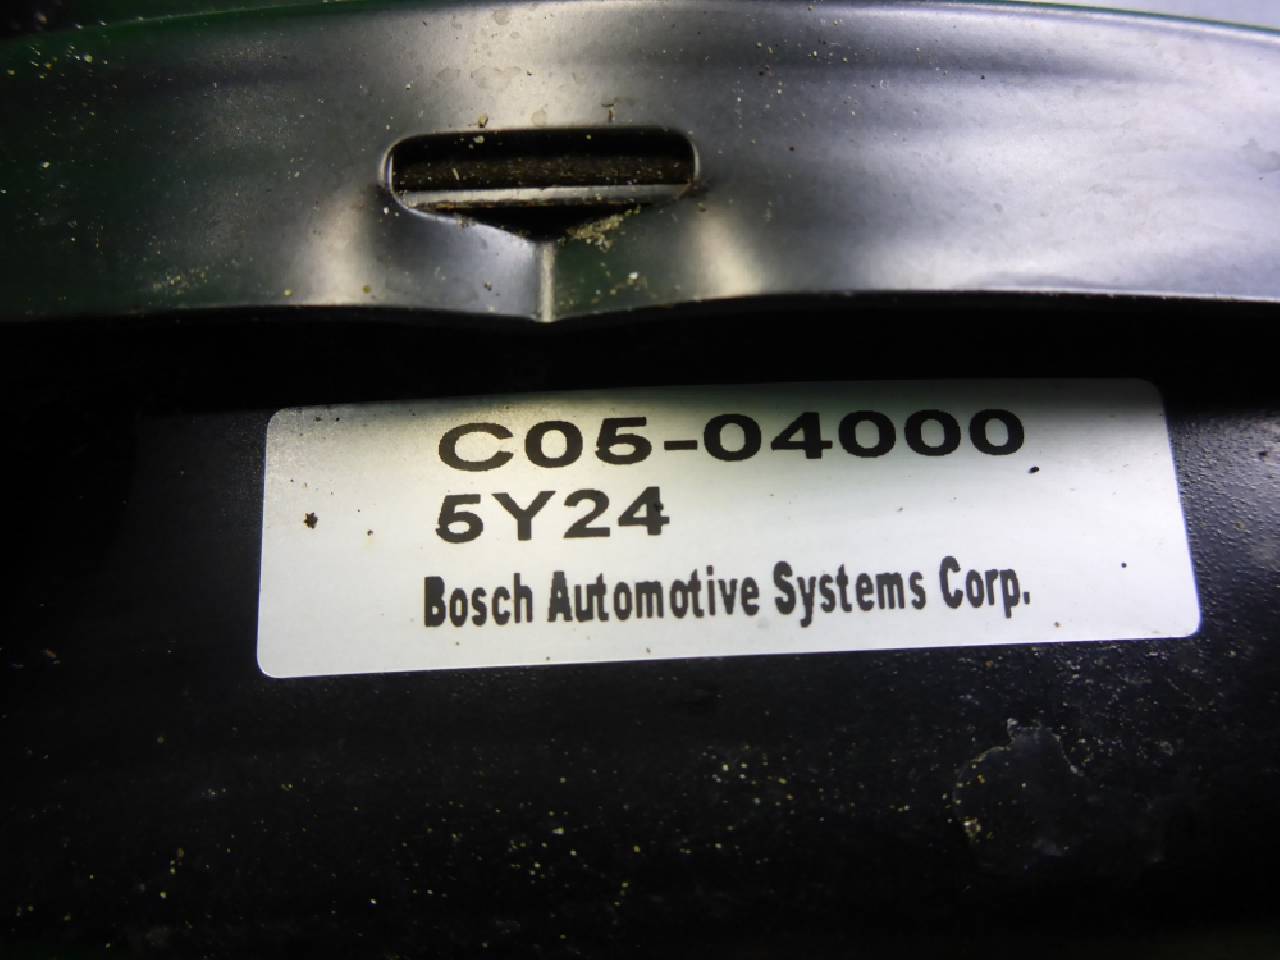 C05-04000
5Y24
Bosch Automotive Systems Corp.